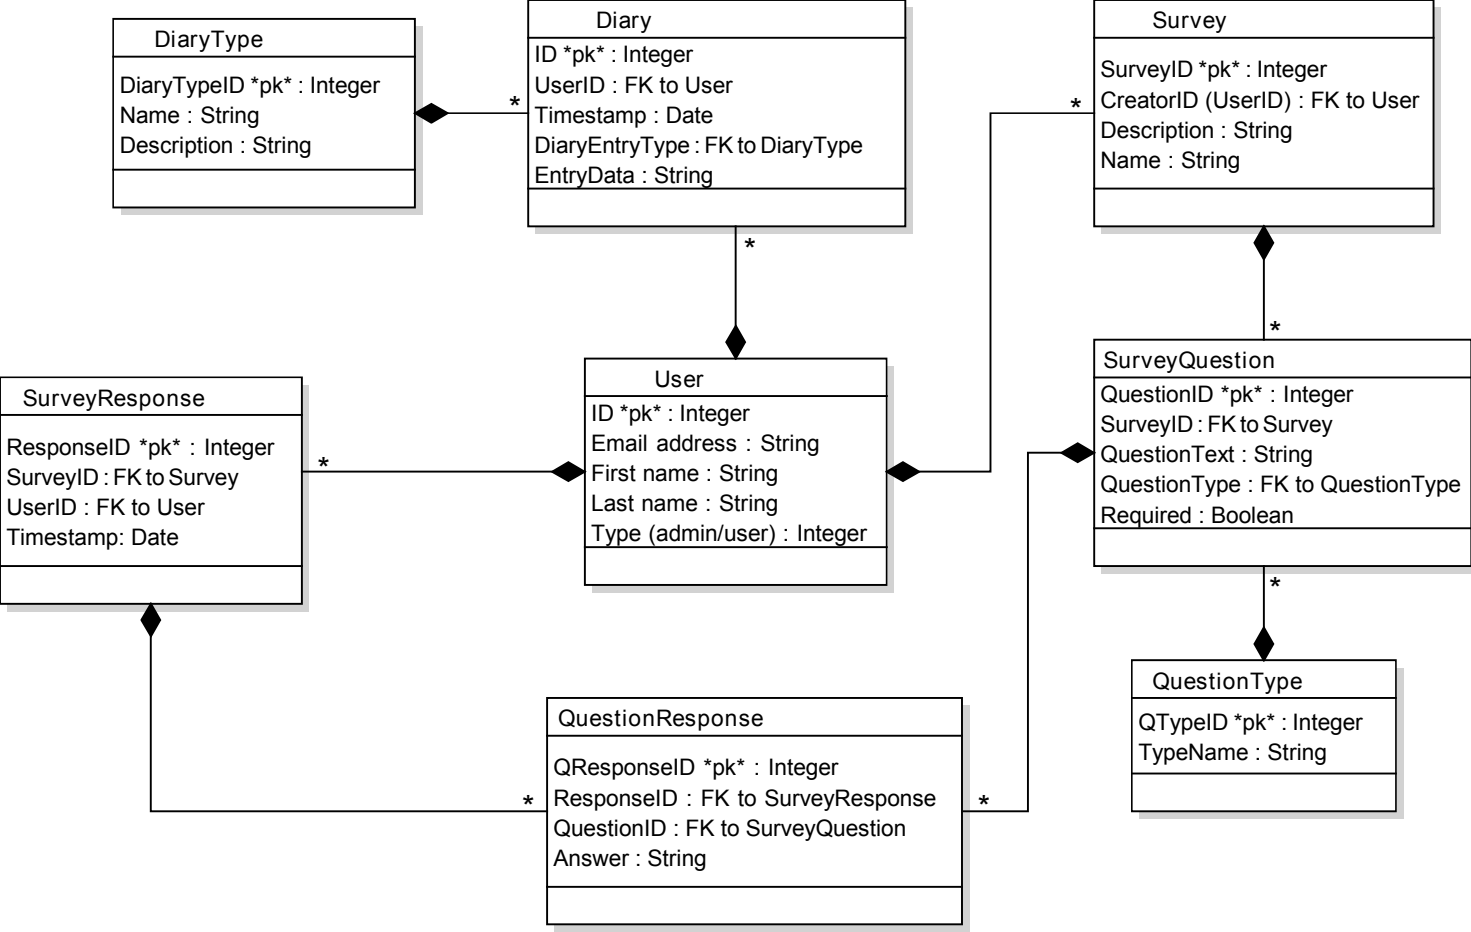 DiaryType
DiaryTypeID *pk* : Integer
Name : String
Description : String
*
Diary
ID *pk* : Integer
UserID : FK to User
Timestamp : Date
DiaryEntryType : FK to DiaryType
EntryData : String
*
*
Survey
SurveyID *pk* : Integer
CreatorID (UserID) : FK to User
Description : String
Name : String
*
SurveyResponse
ResponseID *pk* : Integer
SurveyID : FK to Survey
UserID : FK to User
Timestamp: Date
*
User
ID *pk* : Integer
Email address : String
First name : String
Last name : String
Type (admin/user) : Integer
SurveyQuestion
QuestionID *pk* : Integer
SurveyID : FK to Survey
QuestionText : String
QuestionType : FK to QuestionType
Required : Boolean
*
QuestionType
QTypeID *pk* : Integer
TypeName : String
*
QuestionResponse
QResponseID *pk* : Integer
ResponseID : FK to SurveyResponse
QuestionID : FK to SurveyQuestion
Answer : String
*